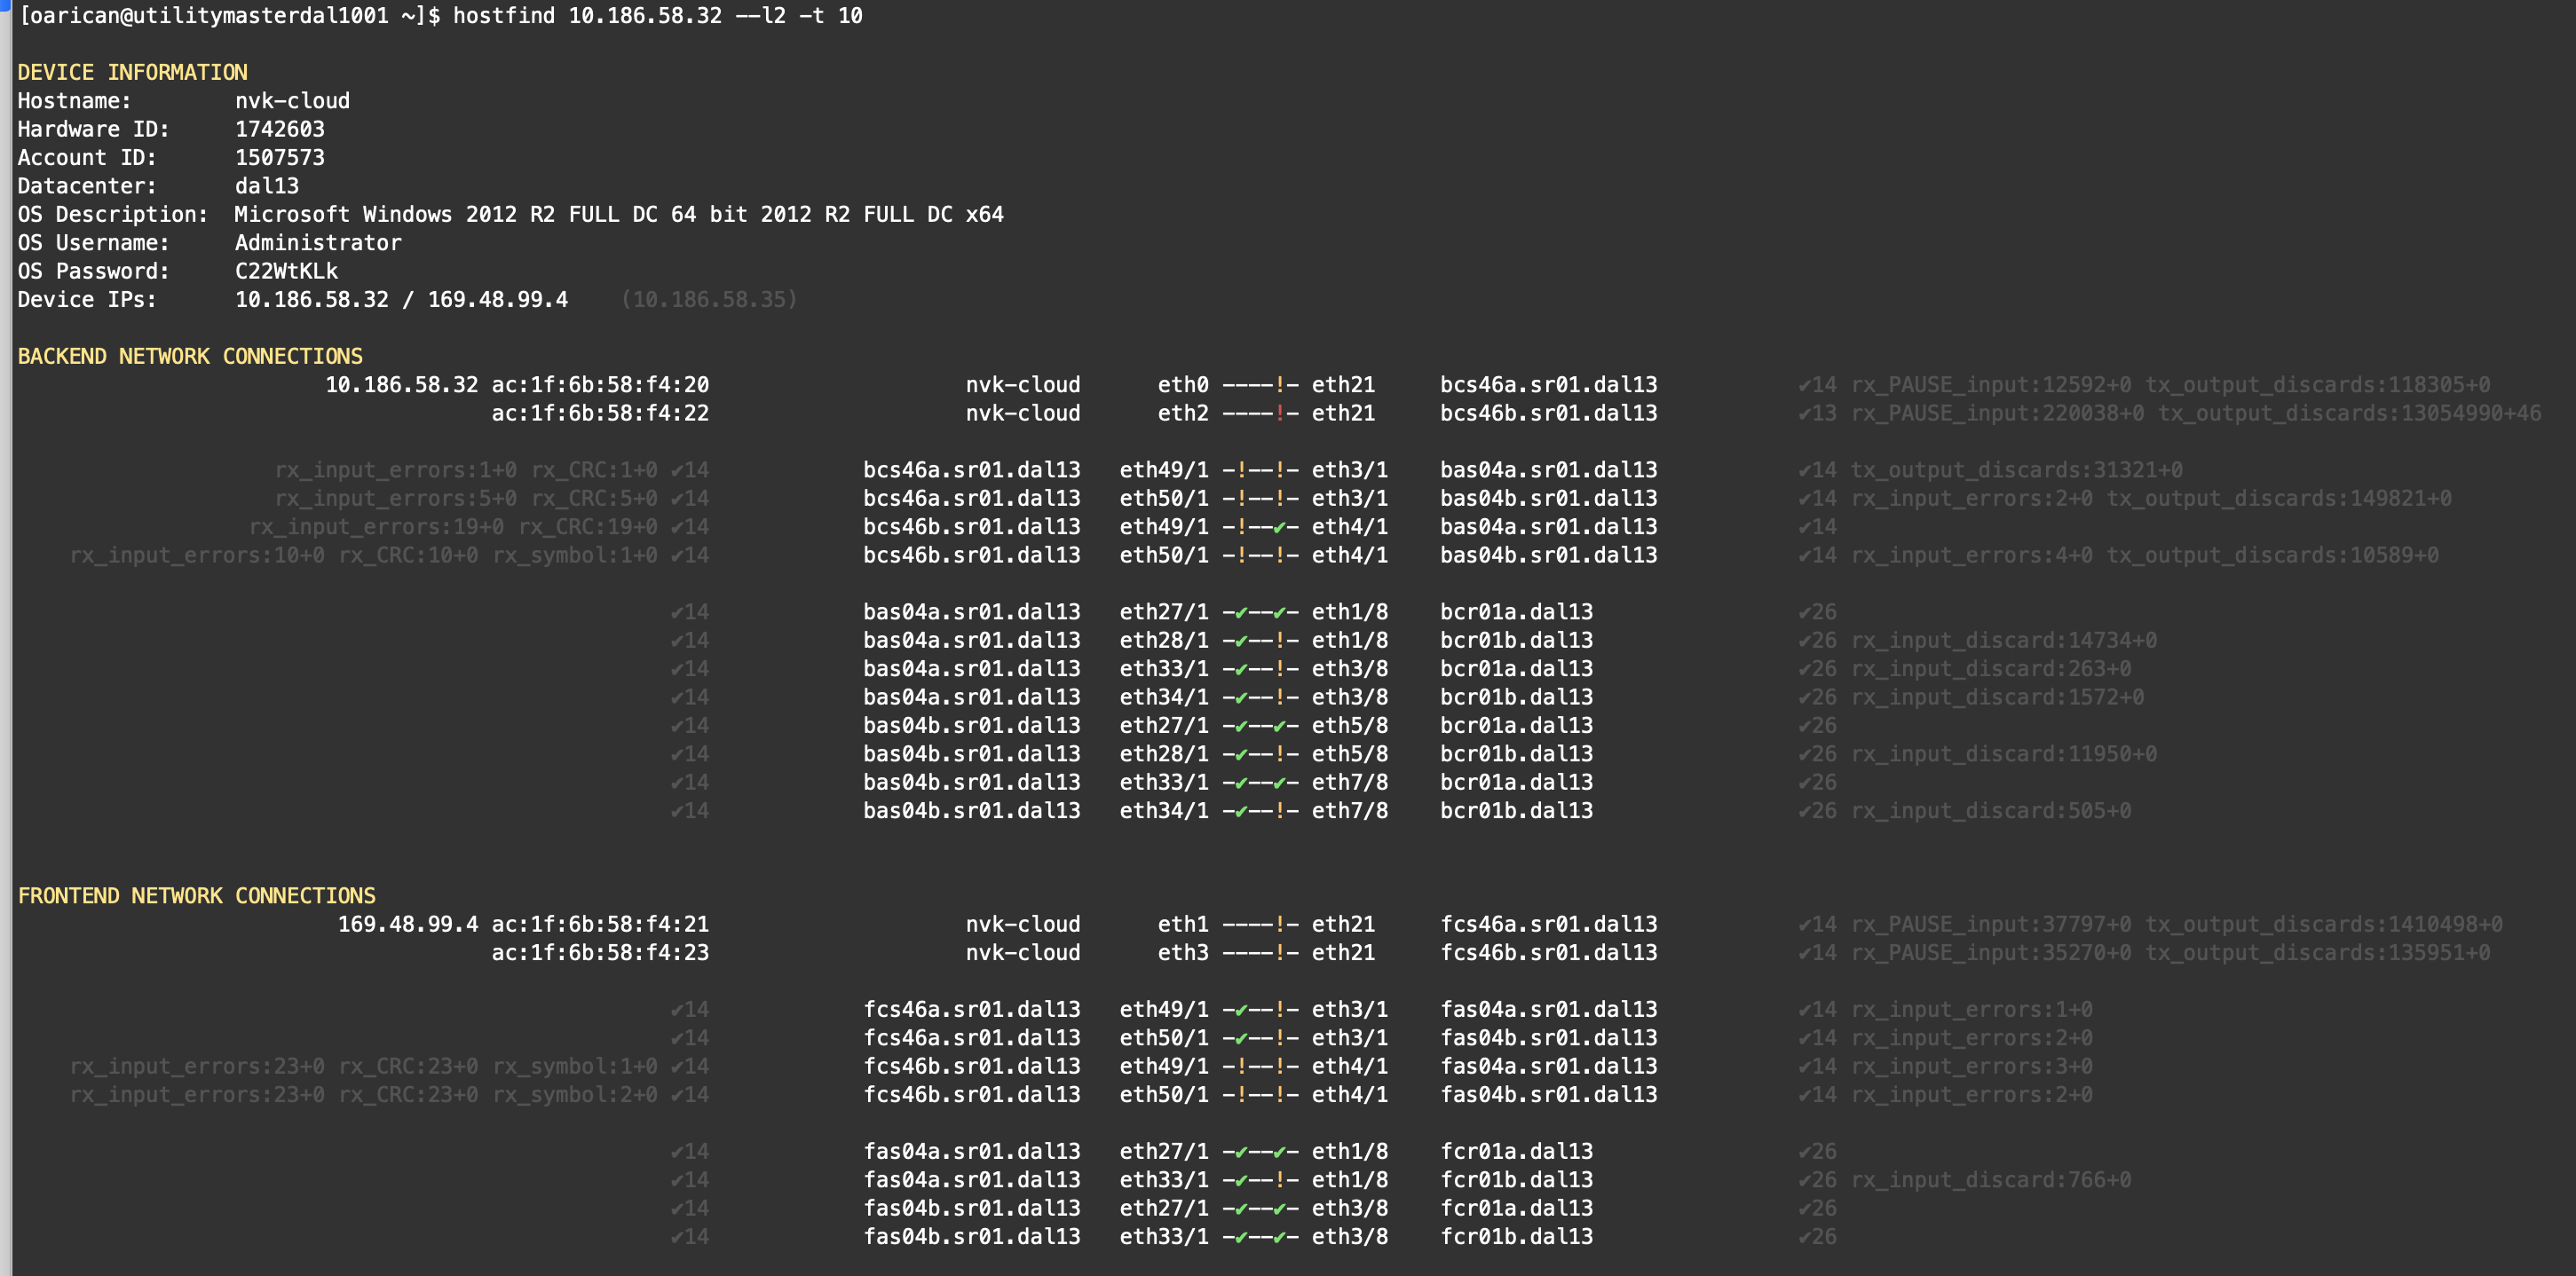 [oarican@utilitymasterdal1001 ~]$ hostfind 10.186.58.32 --l2 -t 10
DEVICE INFORMATION
Hostname: nvk-cloud
Hardware ID: 1742603
Account ID: 1507573
Datacenter: dal13
OS Description: Microsoft Windows 2012 R2 FULL DC 64 bit 2012 R2 FULL DC x64
OS Username: Administrator
OS Password: C22WtKLk
Device IPs: 10.186.58.32 / 169.48.99.4 (10.186.58.35)
BACKEND NETWORK CONNECTIONS
10.186.58.32 ac:1f:6b:58:f4:20 nvk-cloud eth0 ----!- eth21 bcs46a.sr01.dal13 ✔14 rx_PAUSE_input:12592+0 tx_output_discards:118305+0
ac:1f:6b:58:f4:22 nvk-cloud eth2 ----!- eth21 bcs46b.sr01.dal13 ✔13 rx_PAUSE_input:220038+0 tx_output_discards:13054990+46
rx_input_errors:1+0 rx_CRC:1+0 ✔14 bcs46a.sr01.dal13 eth49/1 -!--!- eth3/1 bas04a.sr01.dal13 ✔14 tx_output_discards:31321+0
rx_input_errors:5+0 rx_CRC:5+0 ✔14 bcs46a.sr01.dal13 eth50/1 -!--!- eth3/1 bas04b.sr01.dal13 ✔14 rx_input_errors:2+0 tx_output_discards:149821+0
rx_input_errors:19+0 rx_CRC:19+0 ✔14 bcs46b.sr01.dal13 eth49/1 -!--✔- eth4/1 bas04a.sr01.dal13 ✔14
rx_input_errors:10+0 rx_CRC:10+0 rx_symbol:1+0 ✔14 bcs46b.sr01.dal13 eth50/1 -!--!- eth4/1 bas04b.sr01.dal13 ✔14 rx_input_errors:4+0 tx_output_discards:10589+0
✔14 bas04a.sr01.dal13 eth27/1 -✔--✔- eth1/8 bcr01a.dal13 ✔26
✔14 bas04a.sr01.dal13 eth28/1 -✔--!- eth1/8 bcr01b.dal13 ✔26 rx_input_discard:14734+0
✔14 bas04a.sr01.dal13 eth33/1 -✔--!- eth3/8 bcr01a.dal13 ✔26 rx_input_discard:263+0
✔14 bas04a.sr01.dal13 eth34/1 -✔--!- eth3/8 bcr01b.dal13 ✔26 rx_input_discard:1572+0
✔14 bas04b.sr01.dal13 eth27/1 -✔--✔- eth5/8 bcr01a.dal13 ✔26
✔14 bas04b.sr01.dal13 eth28/1 -✔--!- eth5/8 bcr01b.dal13 ✔26 rx_input_discard:11950+0
✔14 bas04b.sr01.dal13 eth33/1 -✔--✔- eth7/8 bcr01a.dal13 ✔26
✔14 bas04b.sr01.dal13 eth34/1 -✔--!- eth7/8 bcr01b.dal13 ✔26 rx_input_discard:505+0
FRONTEND NETWORK CONNECTIONS
169.48.99.4 ac:1f:6b:58:f4:21 nvk-cloud eth1 ----!- eth21 fcs46a.sr01.dal13 ✔14 rx_PAUSE_input:37797+0 tx_output_discards:1410498+0
ac:1f:6b:58:f4:23 nvk-cloud eth3 ----!- eth21 fcs46b.sr01.dal13 ✔14 rx_PAUSE_input:35270+0 tx_output_discards:135951+0
✔14 fcs46a.sr01.dal13 eth49/1 -✔--!- eth3/1 fas04a.sr01.dal13 ✔14 rx_input_errors:1+0
✔14 fcs46a.sr01.dal13 eth50/1 -✔--!- eth3/1 fas04b.sr01.dal13 ✔14 rx_input_errors:2+0
rx_input_errors:23+0 rx_CRC:23+0 rx_symbol:1+0 ✔14 fcs46b.sr01.dal13 eth49/1 -!--!- eth4/1 fas04a.sr01.dal13 ✔14 rx_input_errors:3+0
rx_input_errors:23+0 rx_CRC:23+0 rx_symbol:2+0 ✔14 fcs46b.sr01.dal13 eth50/1 -!--!- eth4/1 fas04b.sr01.dal13 ✔14 rx_input_errors:2+0
✔14 fas04a.sr01.dal13 eth27/1 -✔--✔- eth1/8 fcr01a.dal13 ✔26
✔14 fas04a.sr01.dal13 eth33/1 -✔--!- eth1/8 fcr01b.dal13 ✔26 rx_input_discard:766+0
✔14 fas04b.sr01.dal13 eth27/1 -✔--✔- eth3/8 fcr01a.dal13 ✔26
✔14 fas04b.sr01.dal13 eth33/1 -✔--✔- eth3/8 fcr01b.dal13 ✔26